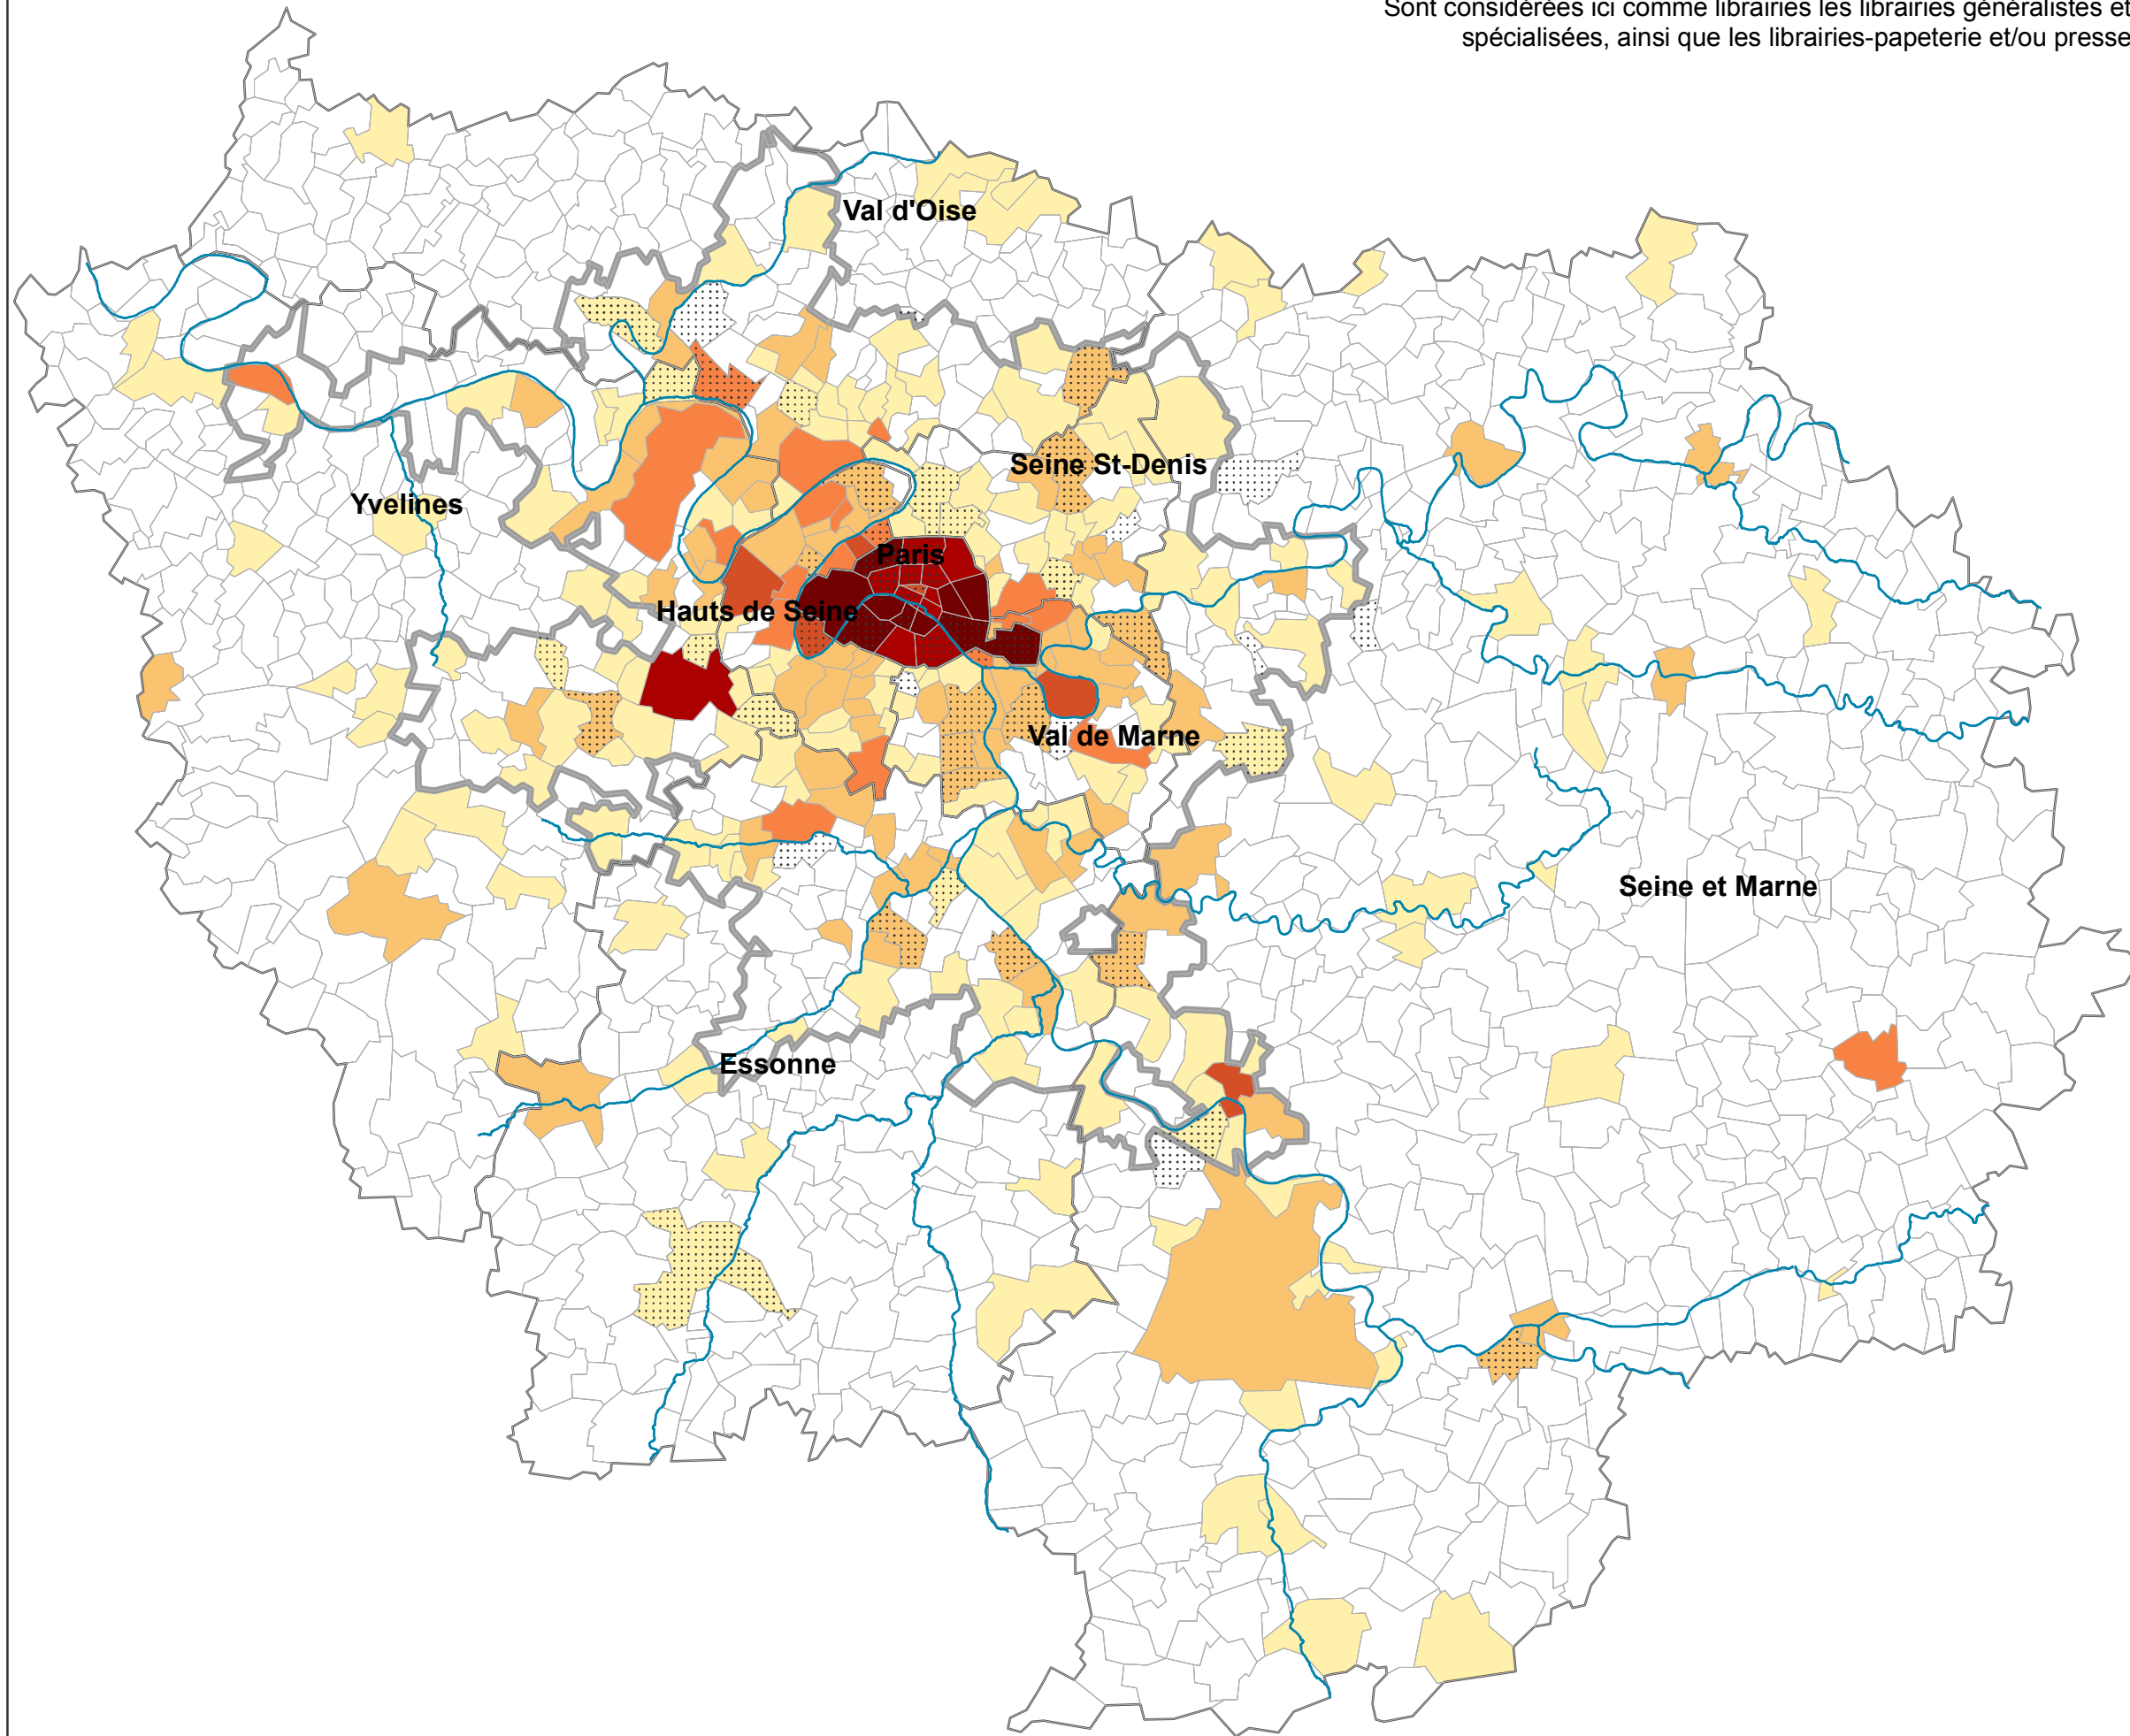 Sont considérées ici comme librairies les librairies généralistes et
spécialisées, ainsi que les librairies-papeterie et/ou presse
Val d'Oise
Seine St-Denis
Yvelines
Paris
Hauts de Seine
Val de Marne
Seine et Marne
Essonne